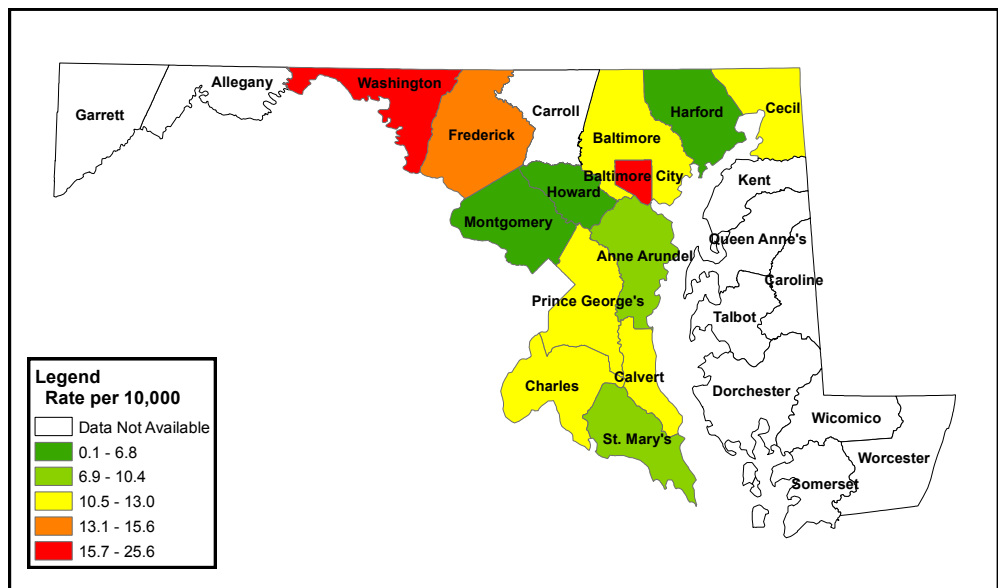 Garrett
Allegany
Washington
Frederick
Carroll
Baltimore
Harford
Cecil
Baltimore City
Howard
Montgomery
Kent
Queen Anne's
Anne Arundel
Caroline
Prince George's
Talbot
Charles
Calvert
Dorchester
St. Mary's
Wicomico
Worcester
Somerset
Legend
Rate per 10,000
Data Not Available
0.1 - 6.8
6.9 - 10.4
10.5 - 13.0
13.1 - 15.6
15.7 - 25.6